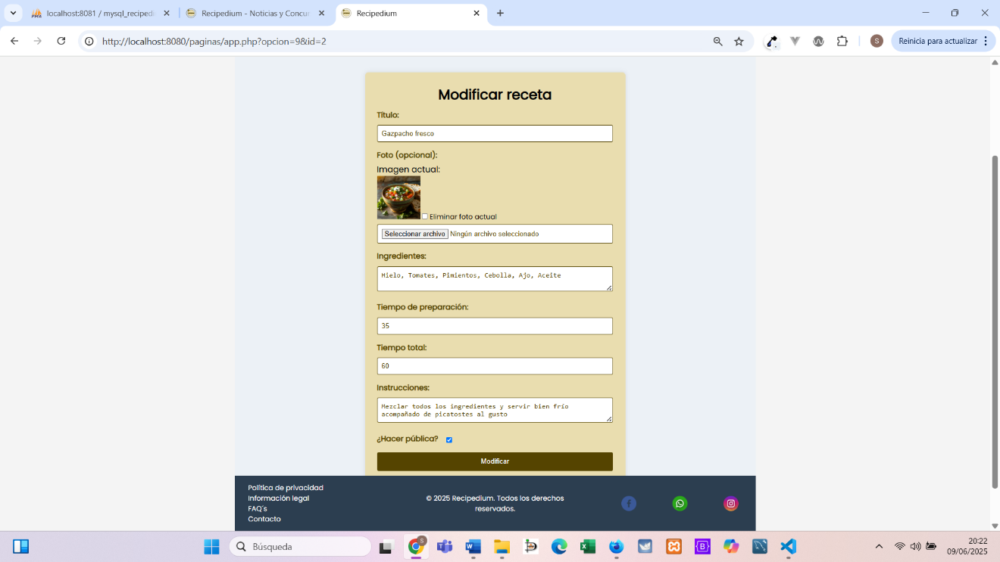 localhost:8081 / mysql_recipedi
Recipedium - Noticias y Concur
Recipedium
http://localhost:8080/paginas/app.php?opcion=9&id=2
S
Reinicia para actualizar
Modificar receta
Título:
Gazpacho fresco
Foto (opcional):
Imagen actual:
Eliminar foto actual
Seleccionar archivo Ningún archivo seleccionado
Ingredientes:
Hielo, Tomates, Pimientos, Cebolla, Ajo, Aceite
Tiempo de preparación:
35
Tiempo total:
60
Instrucciones:
Mezclar todos los ingredientes y servir bien frío
acompañado de picatostes al gusto
¿Hacer pública?
Modificar
Política de privacidad
Información legal
FAQ´s
Contacto
© 2025 Recipedium. Todos los derechos
reservados.
Búsqueda
20:22
09/06/2025